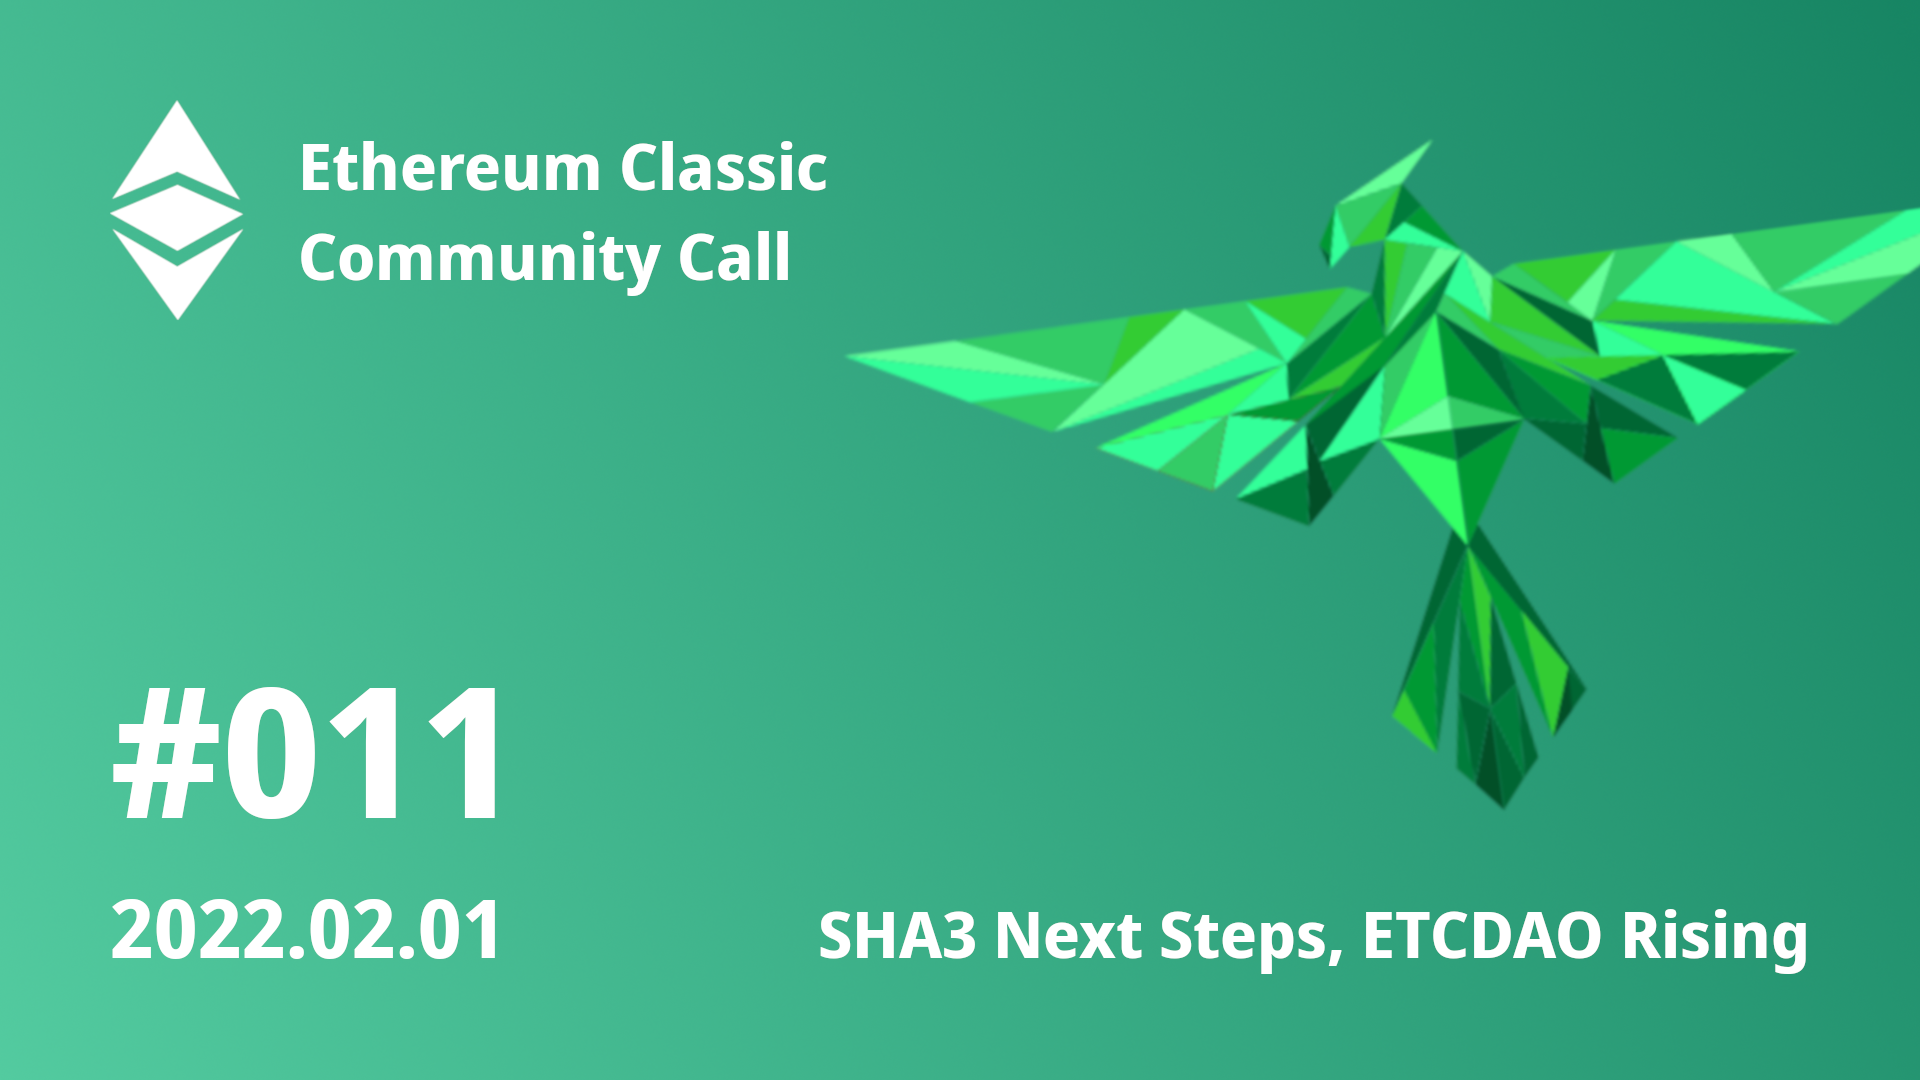 Ethereum Classic
Community Call
#011
2022.02.01
SHA3 Next Steps, ETCDAO Rising